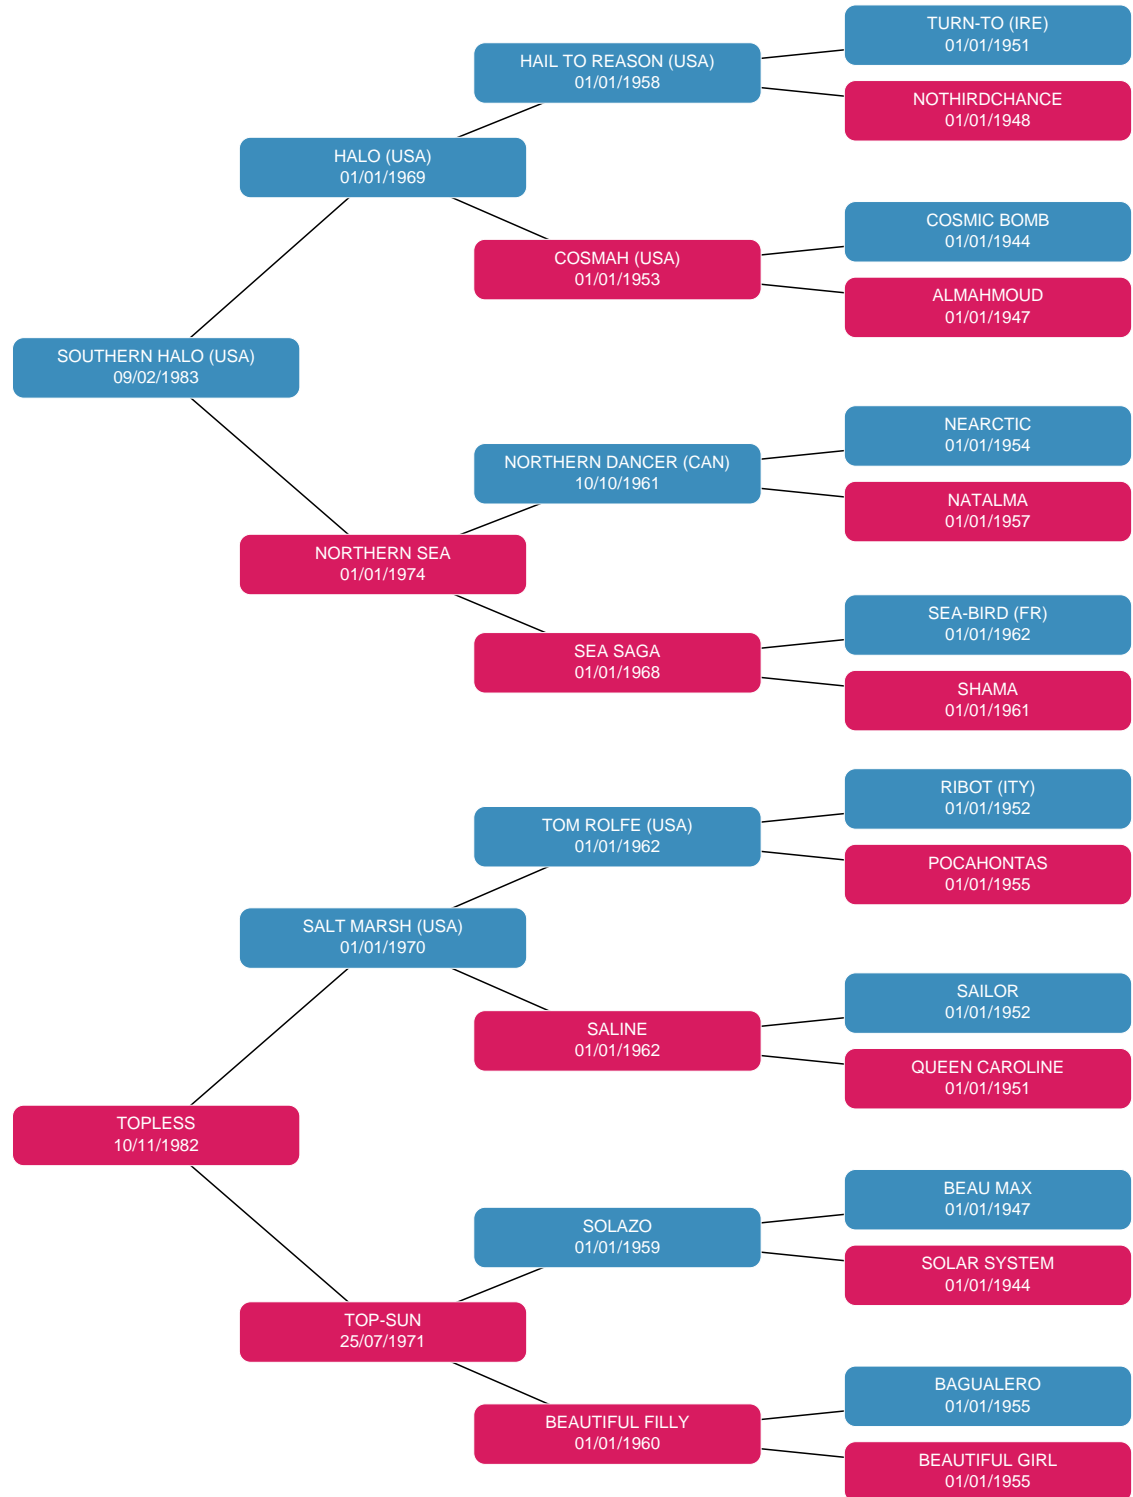 TURN-TO (IRE)
01/01/1951
HAIL TO REASON (USA)
01/01/1958
NOTHIRDCHANCE
01/01/1948
HALO (USA)
01/01/1969
COSMIC BOMB
01/01/1944
COSMAH (USA)
01/01/1953
ALMAHMOUD
01/01/1947
SOUTHERN HALO (USA)
09/02/1983
NEARCTIC
01/01/1954
NORTHERN DANCER (CAN)
10/10/1961
NATALMA
01/01/1957
NORTHERN SEA
01/01/1974
SEA-BIRD (FR)
01/01/1962
SEA SAGA
01/01/1968
SHAMA
01/01/1961
RIBOT (ITY)
01/01/1952
TOM ROLFE (USA)
01/01/1962
POCAHONTAS
01/01/1955
SALT MARSH (USA)
01/01/1970
SAILOR
01/01/1952
SALINE
01/01/1962
QUEEN CAROLINE
01/01/1951
TOPLESS
10/11/1982
BEAU MAX
01/01/1947
SOLAZO
01/01/1959
SOLAR SYSTEM
01/01/1944
TOP-SUN
25/07/1971
BAGUALERO
01/01/1955
BEAUTIFUL FILLY
01/01/1960
BEAUTIFUL GIRL
01/01/1955